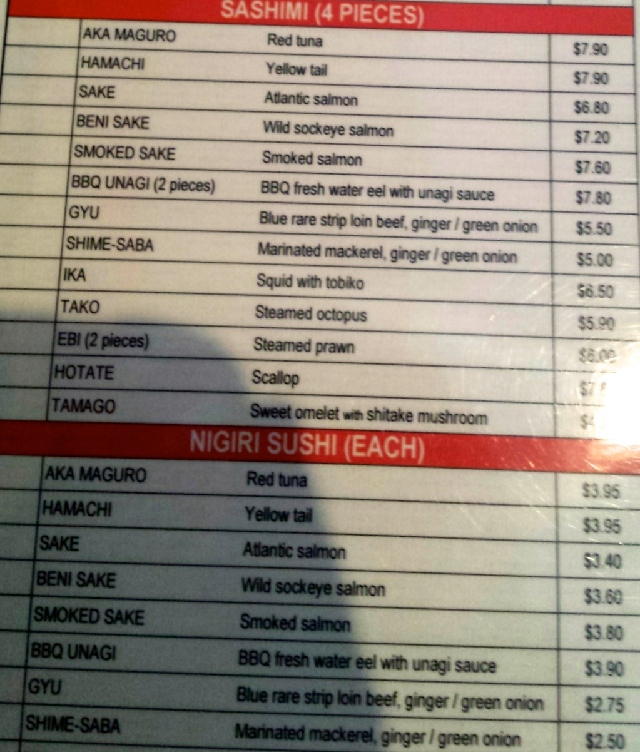 SASHIMI (4 PIECES)
AKA MAGURO Red tuna $7.90
HAMACHI Yellow tail $7.90
SAKE Atlantic salmon $6.80
BENI SAKE Wild sockeye salmon $7.20
SMOKED SAKE Smoked salmon $7.60
BBQ UNAGI (2 pieces) BBQ fresh water eel with unagi sauce $7.80
GYU Blue rare strip loin beef, ginger / green onion $5.50
SHIME-SABA Marinated mackerel, ginger / green onion $5.00
IKA Squid with tobiko $6.50
TAKO Steamed octopus $5.90
EBI (2 pieces) Steamed prawn $6.00
HOTATE Scallop
TAMAGO Sweet omelet with shitake mushroom
NIGIRI SUSHI (EACH)
AKA MAGURO Red tuna $3.95
HAMACHI Yellow tail $3.95
SAKE Atlantic salmon $3.40
BENI SAKE Wild sockeye salmon $3.60
SMOKED SAKE Smoked salmon $3.80
BBQ UNAGI BBQ fresh water eel with unagi sauce $3.90
GYU Blue rare strip loin beef, ginger / green onion $2.75
SHIME-SABA Marinated mackerel, ginger / green onion $2.50